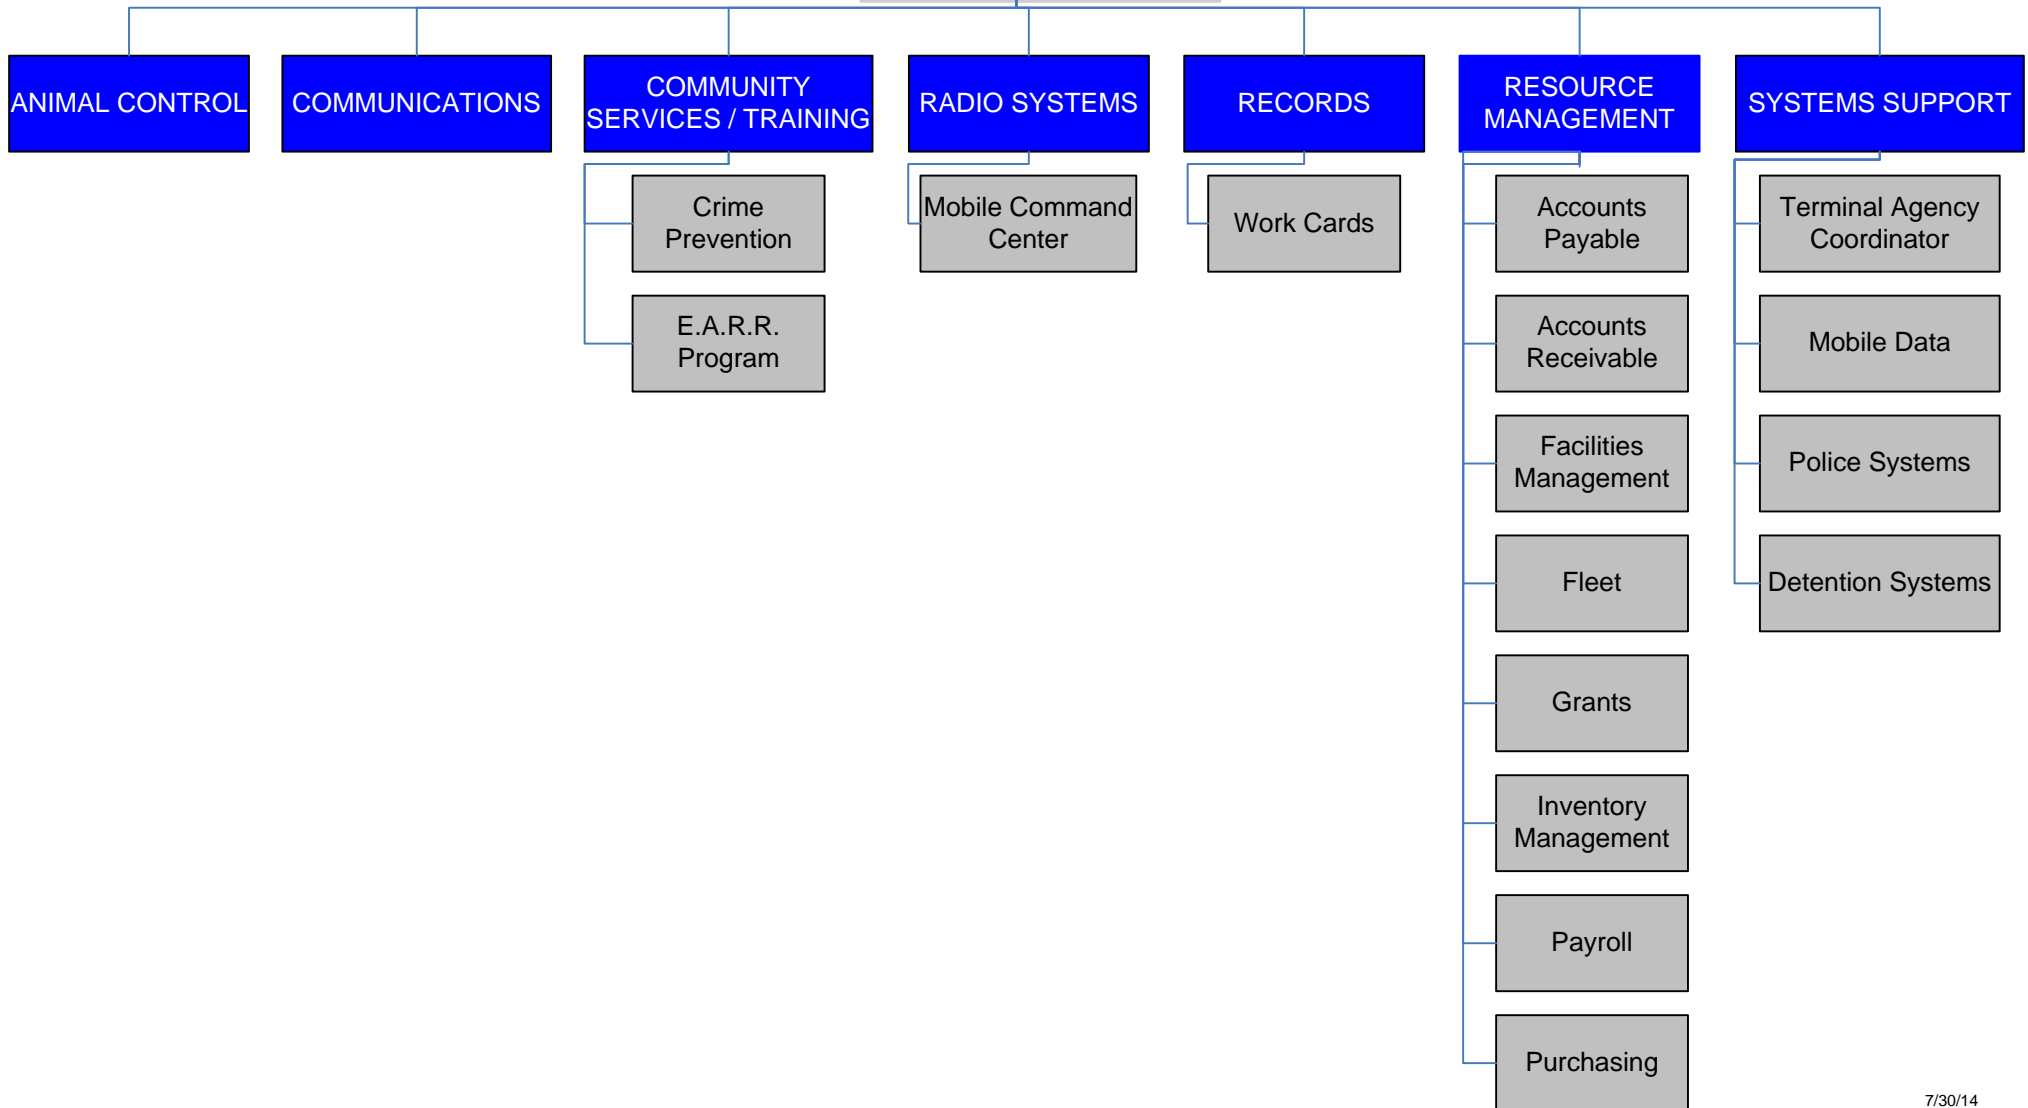 ANIMAL CONTROL
COMMUNICATIONS
COMMUNITY
SERVICES / TRAINING
RADIO SYSTEMS
RECORDS
RESOURCE
MANAGEMENT
SYSTEMS SUPPORT
Crime
Prevention
E.A.R.R.
Program
Mobile Command
Center
Work Cards
Accounts
Payable
Accounts
Receivable
Facilities
Management
Fleet
Grants
Inventory
Management
Payroll
Purchasing
Terminal Agency
Coordinator
Mobile Data
Police Systems
Detention Systems
7/30/14